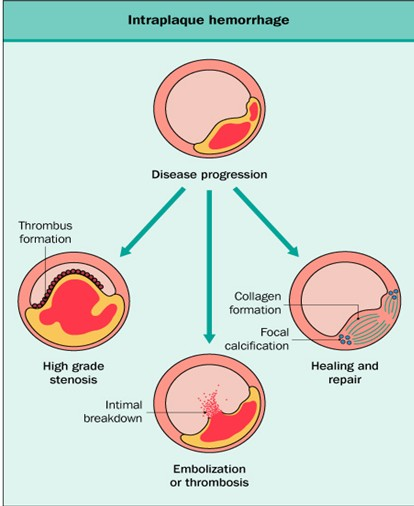 Intraplaque hemorrhage
Disease progression
Thrombus
formation
High grade
stenosis
Collagen
formation
Focal
calcification
Healing and
repair
Intimal
breakdown
Embolization
or thrombosis